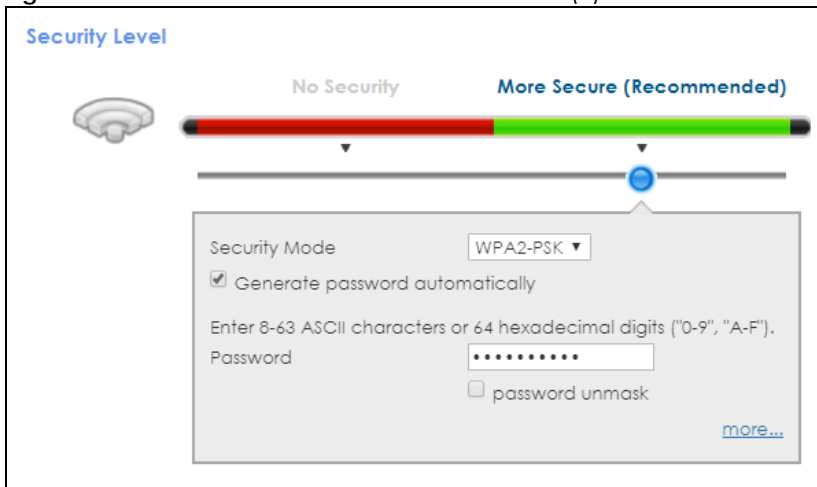 Security Level
No Security
More Secure (Recommended)
Security Mode
WPA2-PSK
Generate password automatically
Enter 8-63 ASCII characters or 64 hexadecimal digits ("0-9", "A-F").
Password
••••••••••
password unmask
more...